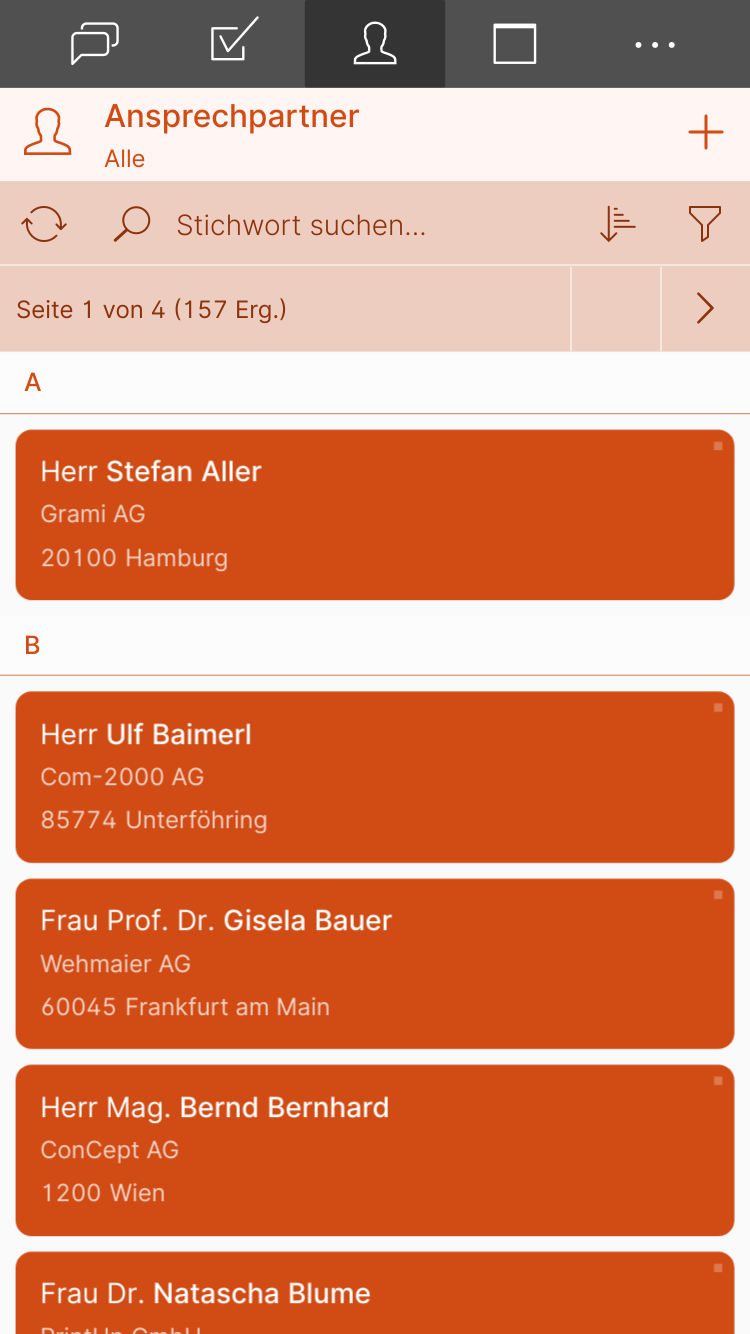 Ansprechpartner
Alle
Stichwort suchen...
Seite 1 von 4 (157 Erg.)
A
Herr Stefan Aller
Grami AG
20100 Hamburg
B
Herr Ulf Baimerl
Com-2000 AG
85774 Unterföhring
Frau Prof. Dr. Gisela Bauer
Wehmaier AG
60045 Frankfurt am Main
Herr Mag. Bernd Bernhard
ConCept AG
1200 Wien
Frau Dr. Natascha Blume